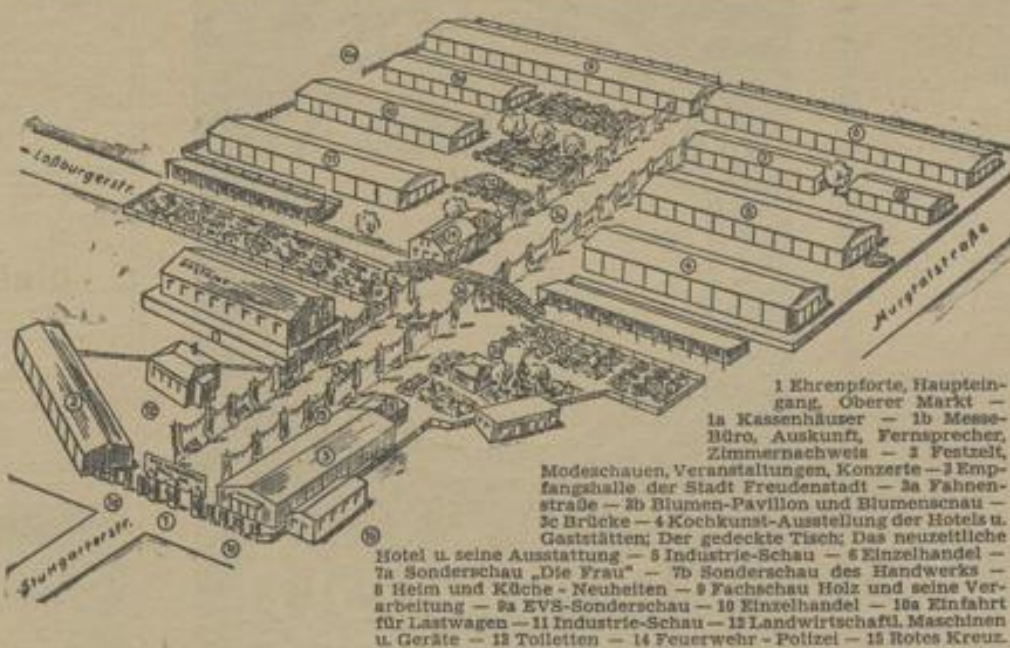 Loßburgerstr.
Murgtalstraße
Stuttgarterstr.
1 Ehrenpforte, Hauptein-
gang, Oberer Markt —
1a Kassenhäuser — 1b Messe-
Büro, Auskunft, Fernsprecher,
Zimmernachweis — 2 Festzelt,
Modeschauen, Veranstaltungen, Konzerte — 3 Emp-
fangshalle der Stadt Freudenstadt — 3a Fahnen-
straße — 3b Blumen-Pavillon und Blumenschau —
3c Brücke — 4 Kochkunst-Ausstellung der Hotels u.
Gaststätten; Der gedeckte Tisch; Das neuzeitliche
Hotel u. seine Ausstattung — 5 Industrie-Schau — 6 Einzelhandel —
7a Sonderschau „Die Frau" — 7b Sonderschau des Handwerks —
8 Heim und Küche - Neuheiten — 9 Fachschau Holz und seine Ver-
arbeitung — 9a EVS-Sonderschau — 10 Einzelhandel — 10a Einfahrt
für Lastwagen — 11 Industrie-Schau — 12 Landwirtschaftl. Maschinen
u. Geräte — 13 Toiletten — 14 Feuerwehr - Polizei — 15 Rotes Kreuz.